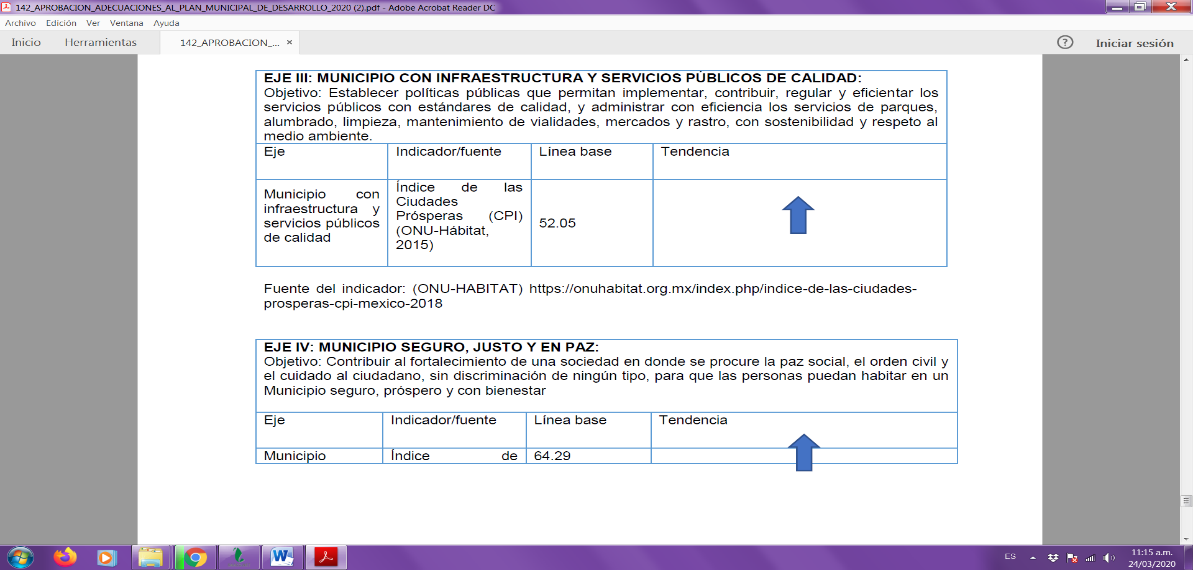 142_APROBACION_ADECUACIONES_AL_PLAN_MUNICIPAL_DE_DESARROLLO_2020 (2).pdf - Adobe Acrobat Reader DC
Archivo Edición Ver Ventana Ayuda
Inicio Herramientas 142_APROBACION_... × ? Iniciar sesión
EJE III: MUNICIPIO CON INFRAESTRUCTURA Y SERVICIOS PÚBLICOS DE CALIDAD:
Objetivo: Establecer políticas públicas que permitan implementar, contribuir, regular y eficientar los
servicios públicos con estándares de calidad, y administrar con eficiencia los servicios de parques,
alumbrado, limpieza, mantenimiento de vialidades, mercados y rastro, con sostenibilidad y respeto al
medio ambiente.
Eje Indicador/fuente Línea base Tendencia
Municipio con
infraestructura y
servicios públicos
de calidad
Índice de las
Ciudades
Prósperas (CPI)
(ONU-Hábitat,
2015)
52.05
Fuente del indicador: (ONU-HABITAT) https://onuhabitat.org.mx/index.php/indice-de-las-ciudades-
prosperas-cpi-mexico-2018
EJE IV: MUNICIPIO SEGURO, JUSTO Y EN PAZ:
Objetivo: Contribuir al fortalecimiento de una sociedad en donde se procure la paz social, el orden civil y
el cuidado al ciudadano, sin discriminación de ningún tipo, para que las personas puedan habitar en un
Municipio seguro, próspero y con bienestar
Eje Indicador/fuente Línea base Tendencia
Municipio Índice de 64.29
ES 11:15 a.m.
24/03/2020